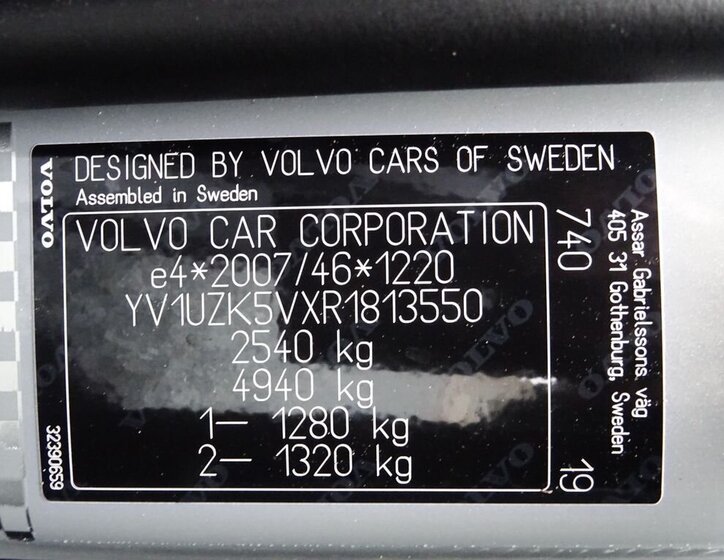 VOLVO
DESIGNED BY VOLVO CARS OF SWEDEN
Assembled in Sweden
VOLVO CAR CORPORATION
e4*2007/46*1220
YV1UZK5VXR1813550
2540 kg
4940 kg
1— 1280 kg
2— 1320 kg
740
19
Assar Gabrielssons väg
405 31 Gothenburg, Sweden
32390659